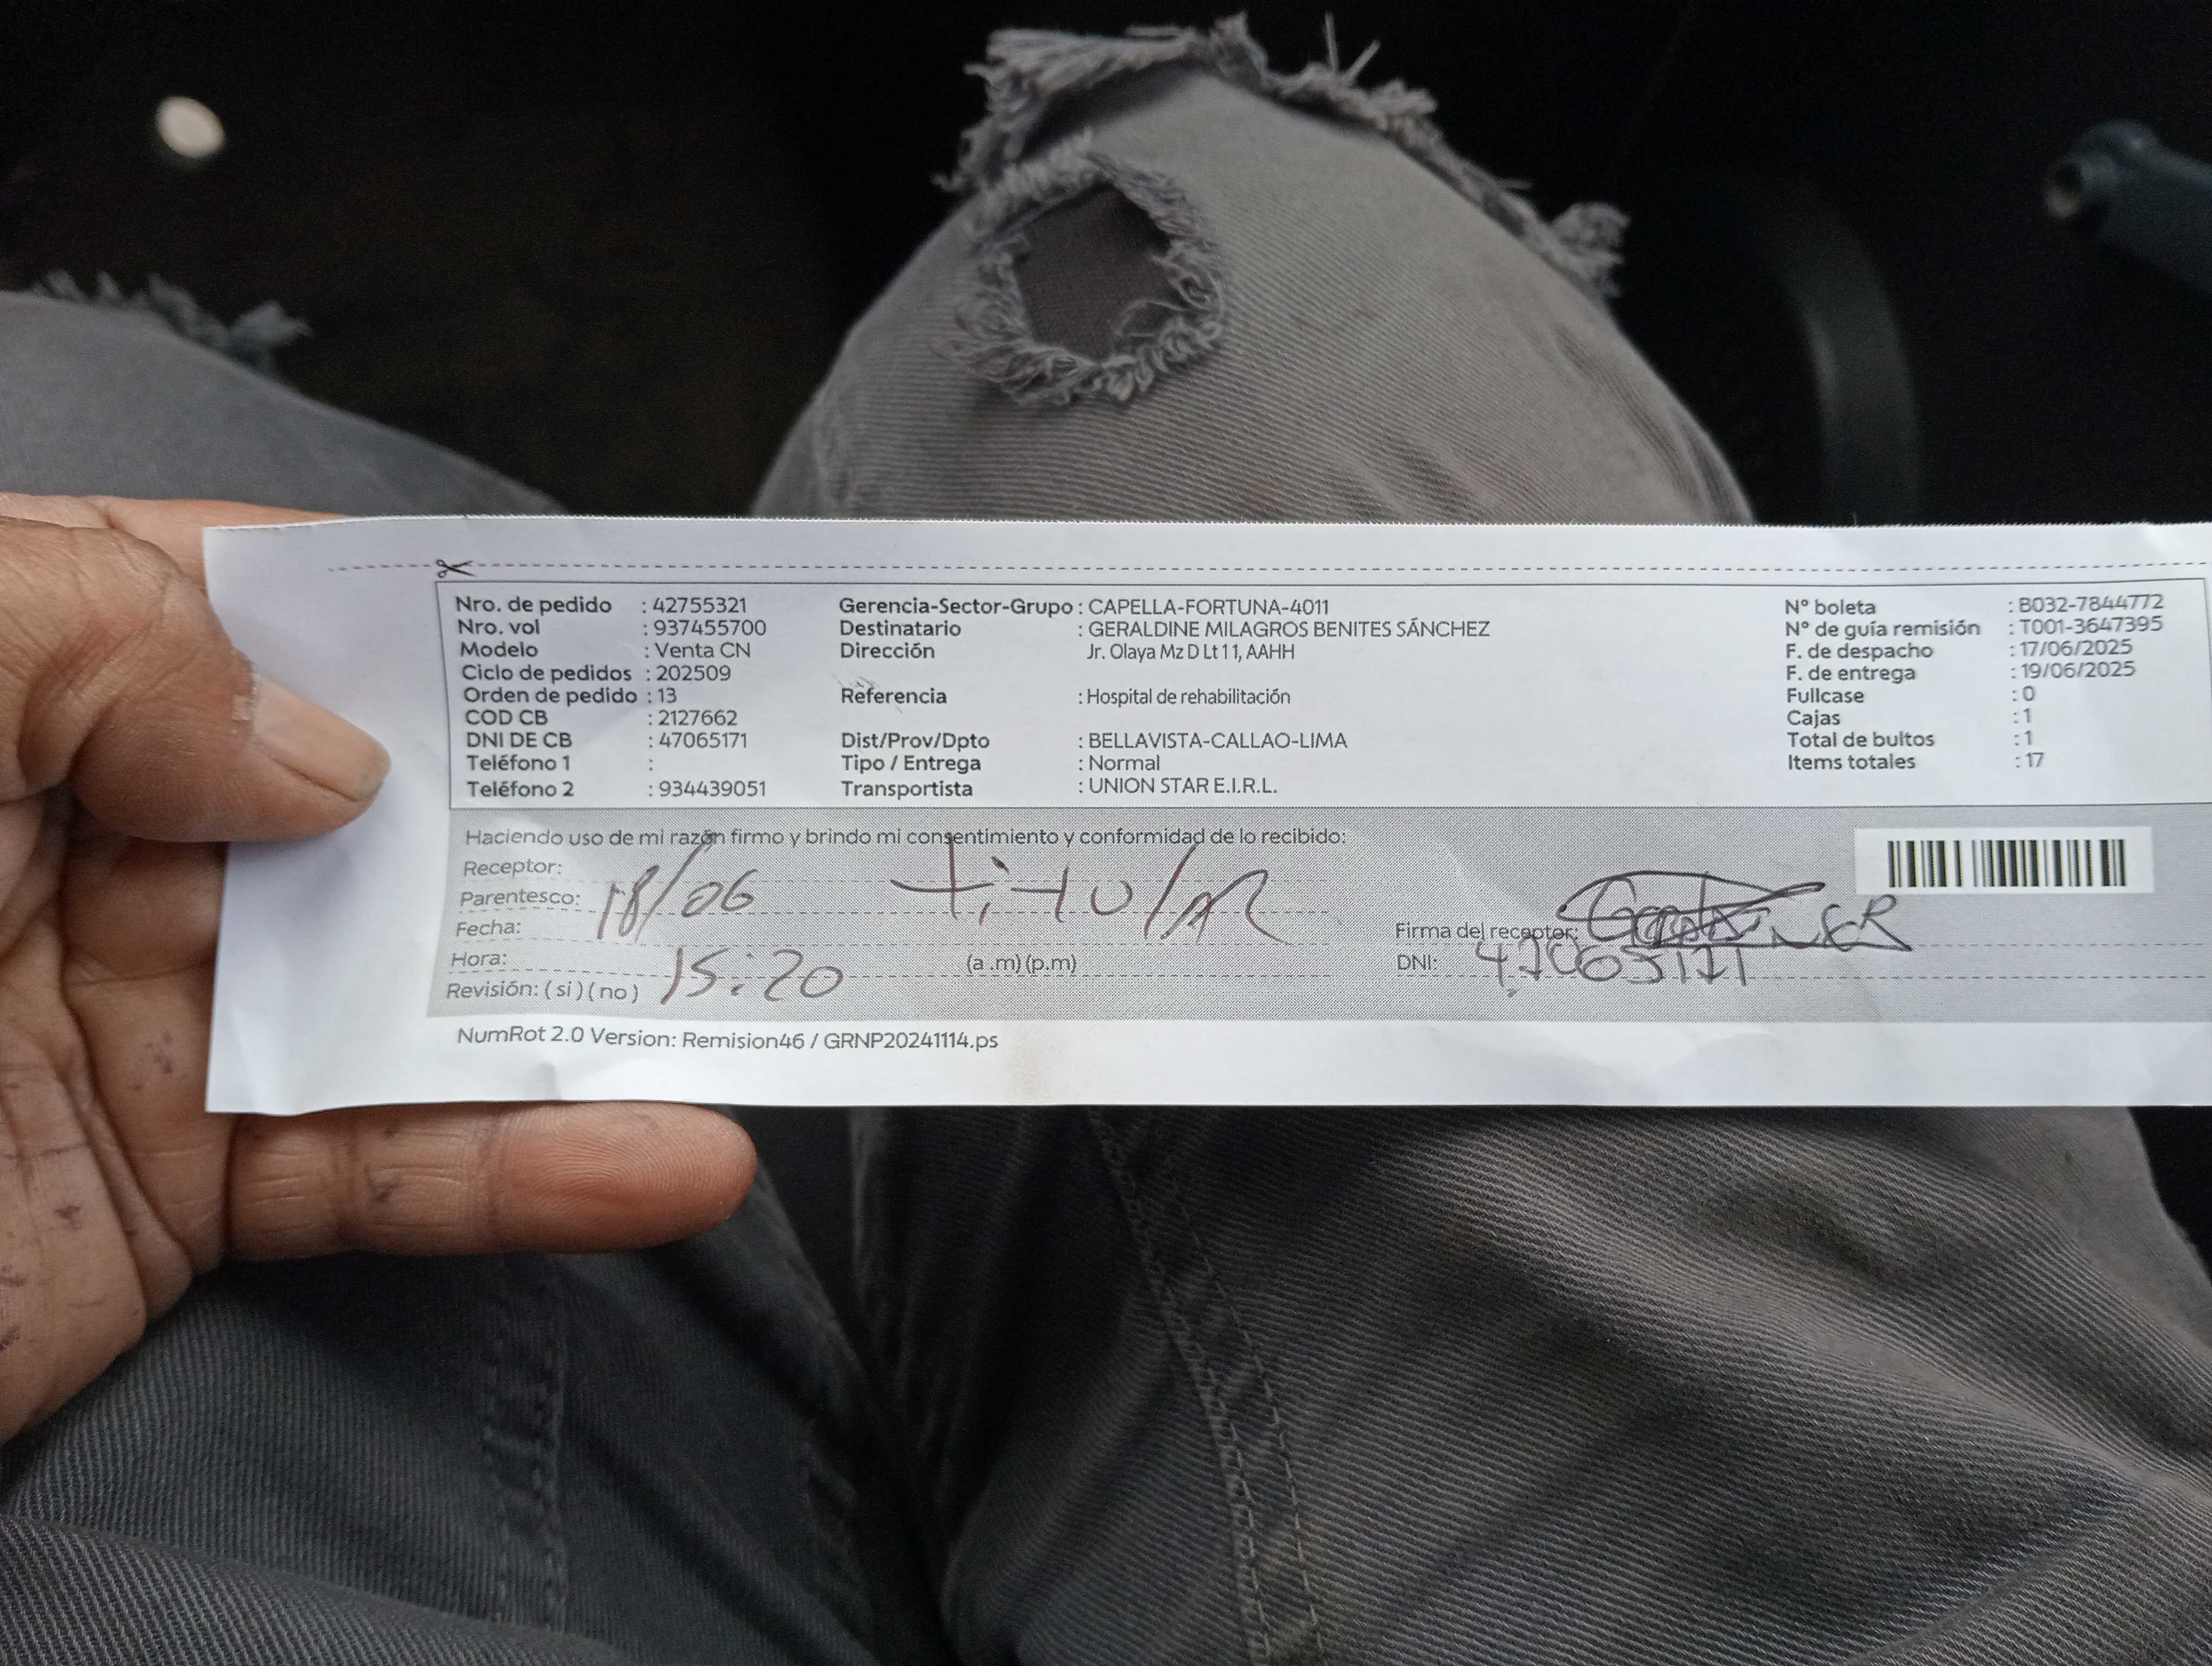 Nro. de pedido : 42755321
Nro. vol : 937455700
Modelo : Venta CN
Ciclo de pedidos : 202509
Orden de pedido : 13
COD CB : 2127662
DNI DE CB : 47065171
Teléfono 1 :
Teléfono 2 : 934439051
Gerencia-Sector-Grupo : CAPELLA-FORTUNA-4011
Destinatario : GERALDINE MILAGROS BENITES SÁNCHEZ
Dirección Jr. Olaya Mz D Lt 11, AAHH
Referencia : Hospital de rehabilitación
Dist/Prov/Dpto : BELLAVISTA-CALLAO-LIMA
Tipo / Entrega : Normal
Transportista : UNION STAR E.I.R.L.
N° boleta : B032-7844772
N° de guía remisión : T001-3647395
F. de despacho : 17/06/2025
F. de entrega : 19/06/2025
Fullcase : 0
Cajas : 1
Total de bultos : 1
Items totales : 17
Haciendo uso de mi razón firmo y brindo mi consentimiento y conformidad de lo recibido:
Receptor:
Parentesco: 18/06 titular
Fecha:
Hora: 15:20 (a .m) (p.m)
Revisión: ( si ) ( no )
Firma del receptor:
DNI: 47065171
NumRot 2.0 Version: Remision46 / GRNP20241114.ps